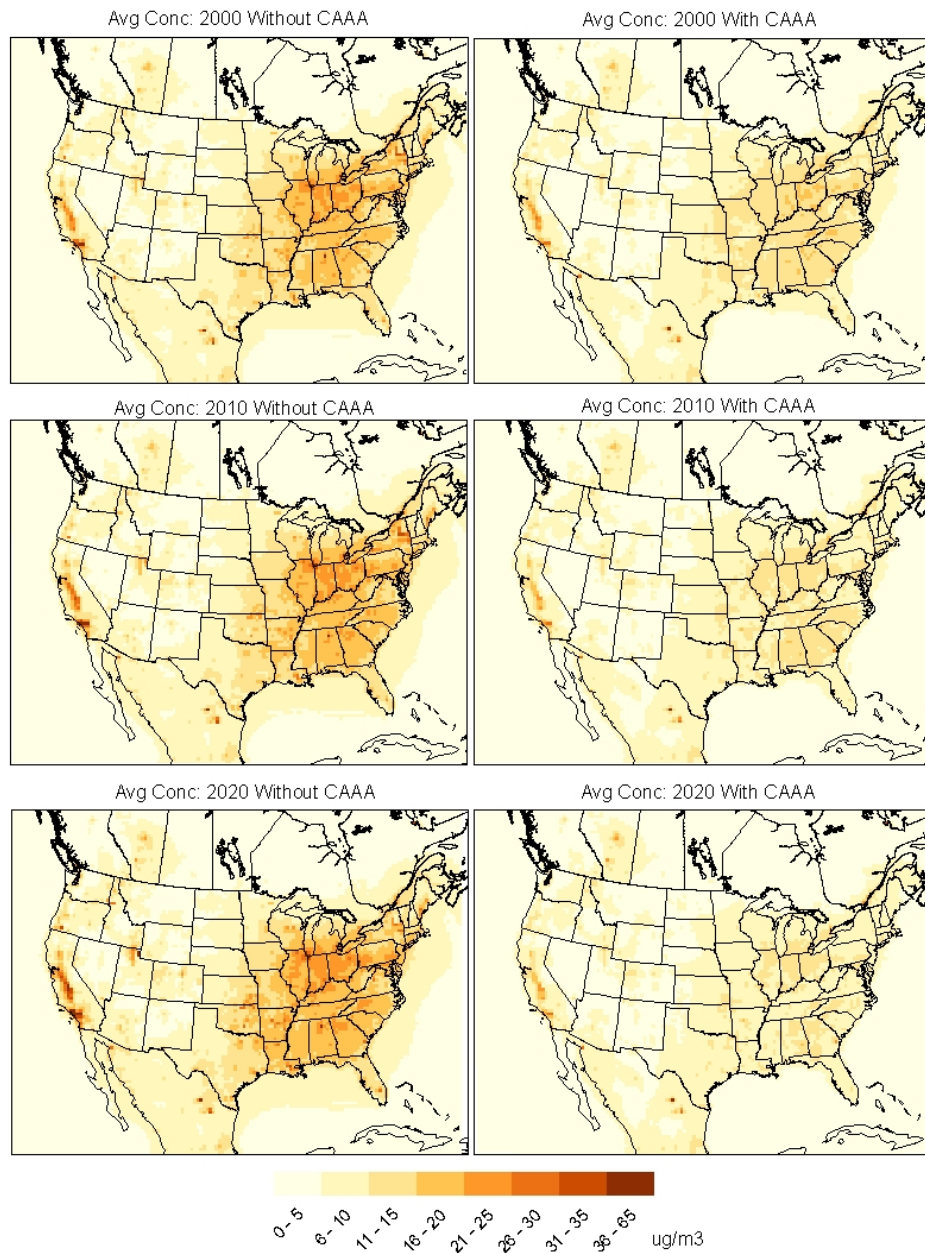 Avg Conc: 2000 Without CAAA
Avg Conc: 2000 With CAAA
Avg Conc: 2010 Without CAAA
Avg Conc: 2010 With CAAA
Avg Conc: 2020 Without CAAA
Avg Conc: 2020 With CAAA
0 - 5
6 - 10
11 - 15
16 - 20
21 - 25
26 - 30
31 - 35
36 - 65
ug/m3